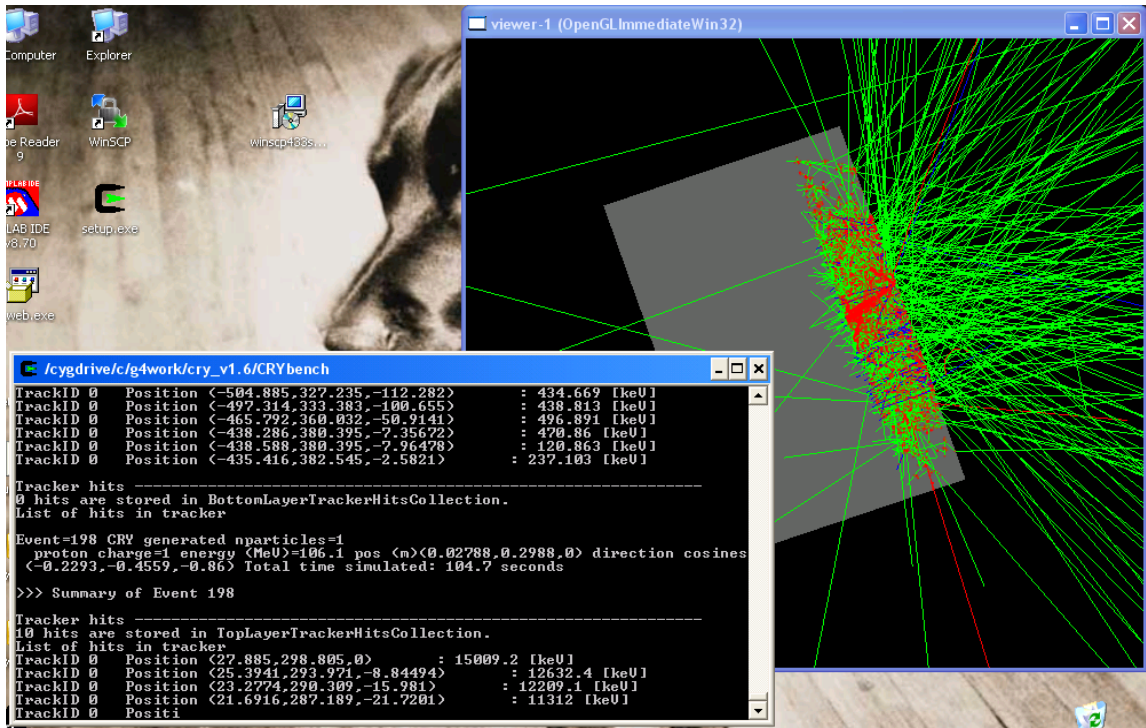 Computer
Explorer
be Reader
9
WinSCP
winscp433s...
LAB IDE
v8.70
setup.exe
web.exe
viewer-1 (OpenGLImmediateWin32)
/cygdrive/c/g4work/cry_v1.6/CRYbench
TrackID 0 Position (-504.885,327.235,-112.282) : 434.669 [keV]
TrackID 0 Position (-497.314,333.383,-100.655) : 438.813 [keV]
TrackID 0 Position (-465.792,360.032,-50.9141) : 496.891 [keV]
TrackID 0 Position (-438.286,380.395,-7.35672) : 470.86 [keV]
TrackID 0 Position (-438.588,380.395,-7.96478) : 120.863 [keV]
TrackID 0 Position (-435.416,382.545,-2.5821) : 237.103 [keV]
Tracker hits ---------------------------------------------------------------
0 hits are stored in BottomLayerTrackerHitsCollection.
List of hits in tracker
Event=198 CRY generated nparticles=1
proton charge=1 energy (MeV)=106.1 pos (m)(0.02788,0.2988,0) direction cosines
(-0.2293,-0.4559,-0.86) Total time simulated: 104.7 seconds
>>> Summary of Event 198
Tracker hits ---------------------------------------------------------------
10 hits are stored in TopLayerTrackerHitsCollection.
List of hits in tracker
TrackID 0 Position (27.885,298.805,0) : 15009.2 [keV]
TrackID 0 Position (25.3941,293.971,-8.84494) : 12632.4 [keV]
TrackID 0 Position (23.2774,290.309,-15.981) : 12209.1 [keV]
TrackID 0 Position (21.6916,287.189,-21.7201) : 11312 [keV]
TrackID 0 Positi